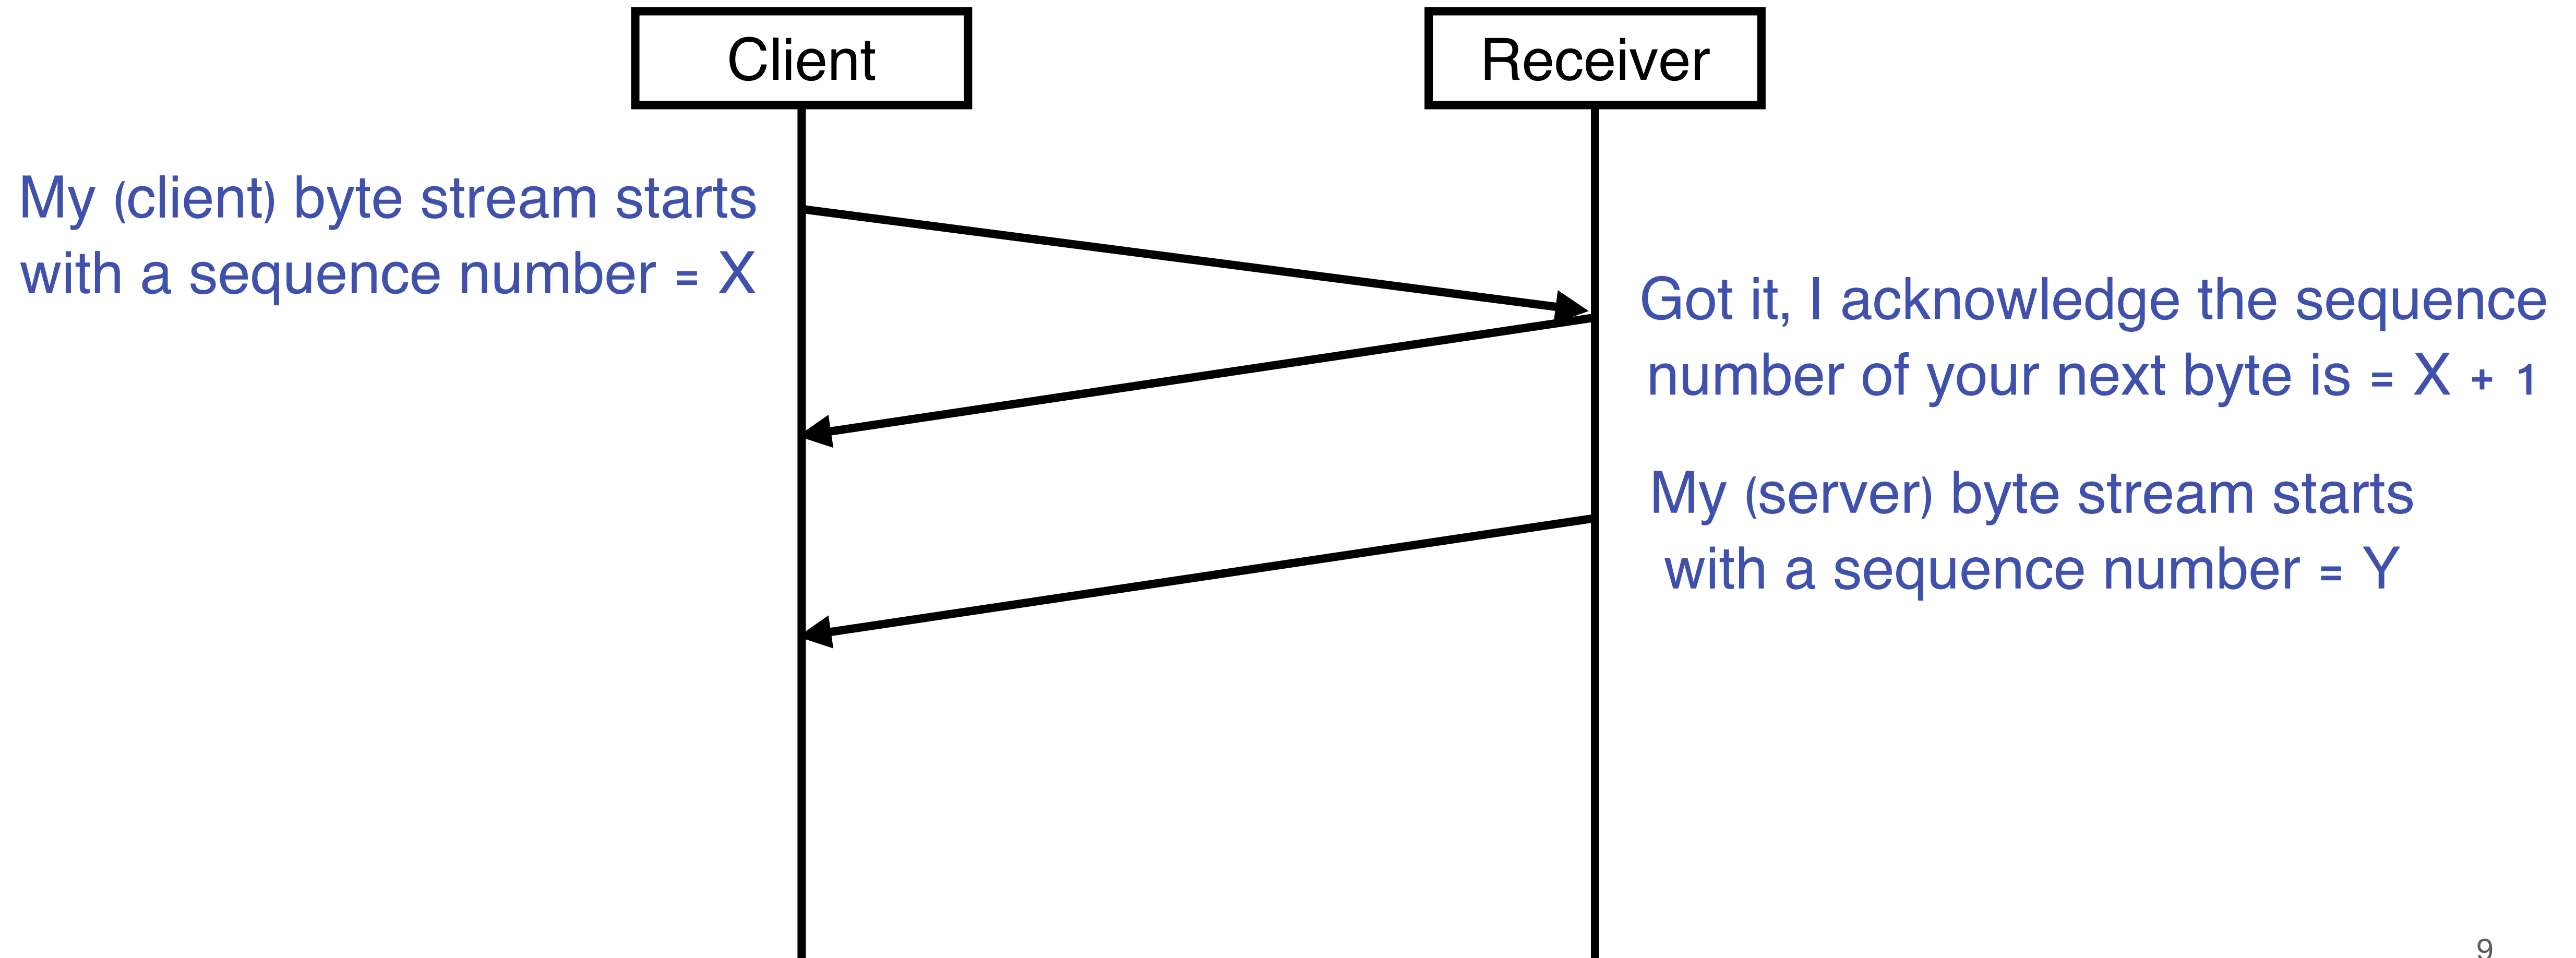 Client
Receiver
My (client) byte stream starts
with a sequence number = X
Got it, I acknowledge the sequence
number of your next byte is = X + 1
My (server) byte stream starts
with a sequence number = Y
9